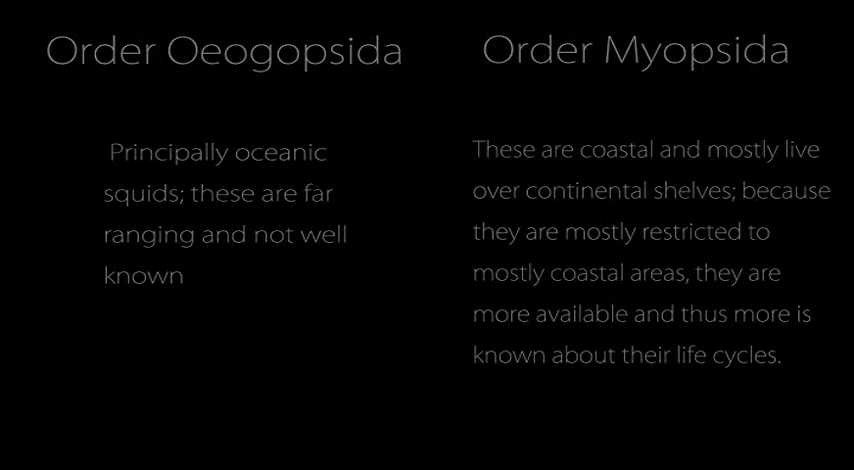 Order Oeogopsida
Principally oceanic
squids; these are far
ranging and not well
known
Order Myopsida
These are coastal and mostly live
over continental shelves; because
they are mostly restricted to
mostly coastal areas, they are
more available and thus more is
known about their life cycles.